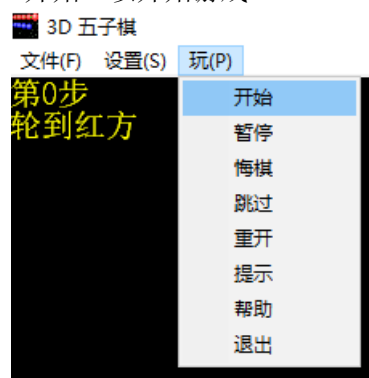 3D 五子棋
文件(F) 设置(S) 玩(P)
第0步
轮到红方
开始
暂停
悔棋
跳过
重开
提示
帮助
退出